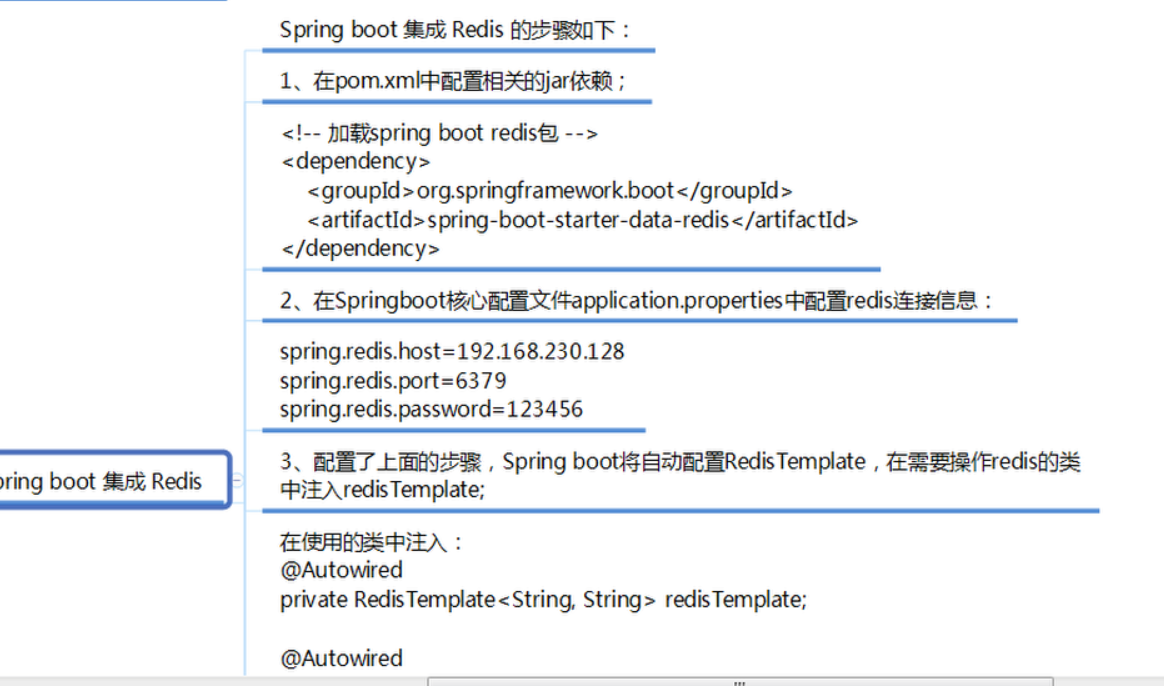 Spring boot 集成 Redis 的步骤如下：
1、在pom.xml中配置相关的jar依赖；
<!-- 加载spring boot redis包 -->
<dependency>
<groupId>org.springframework.boot</groupId>
<artifactId>spring-boot-starter-data-redis</artifactId>
</dependency>
2、在Springboot核心配置文件application.properties中配置redis连接信息：
spring.redis.host=192.168.230.128
spring.redis.port=6379
spring.redis.password=123456
pring boot 集成 Redis
3、配置了上面的步骤，Spring boot将自动配置RedisTemplate，在需要操作redis的类
中注入redisTemplate;
在使用的类中注入：
@Autowired
private RedisTemplate<String, String> redisTemplate;
@Autowired